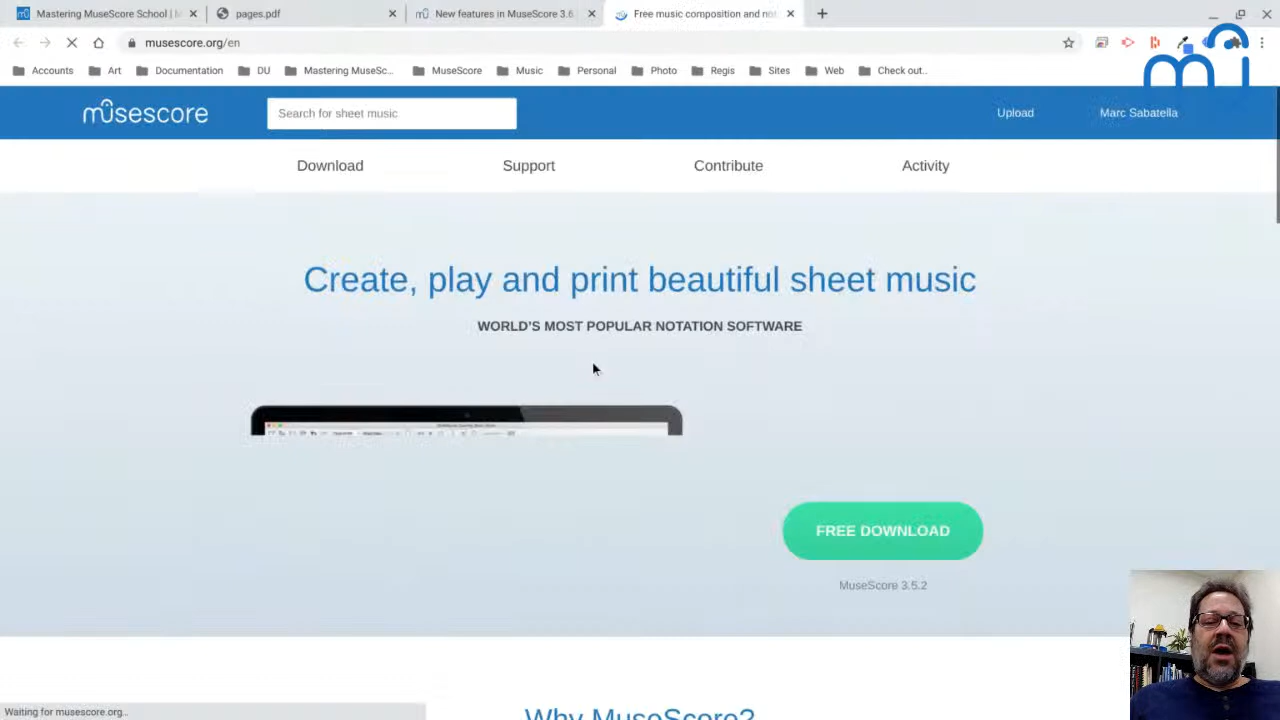 Mastering MuseScore School | M
pages.pdf
New features in MuseScore 3.6
Free music composition and not
musescore.org/en
Accounts
Art
Documentation
DU
Mastering MuseSc...
MuseScore
Music
Personal
Photo
Regis
Sites
Web
Check out..
musescore
Search for sheet music
Upload
Marc Sabatella
Download
Support
Contribute
Activity
Create, play and print beautiful sheet music
WORLD'S MOST POPULAR NOTATION SOFTWARE
FREE DOWNLOAD
MuseScore 3.5.2
Why MuseScore?
Waiting for musescore.org...